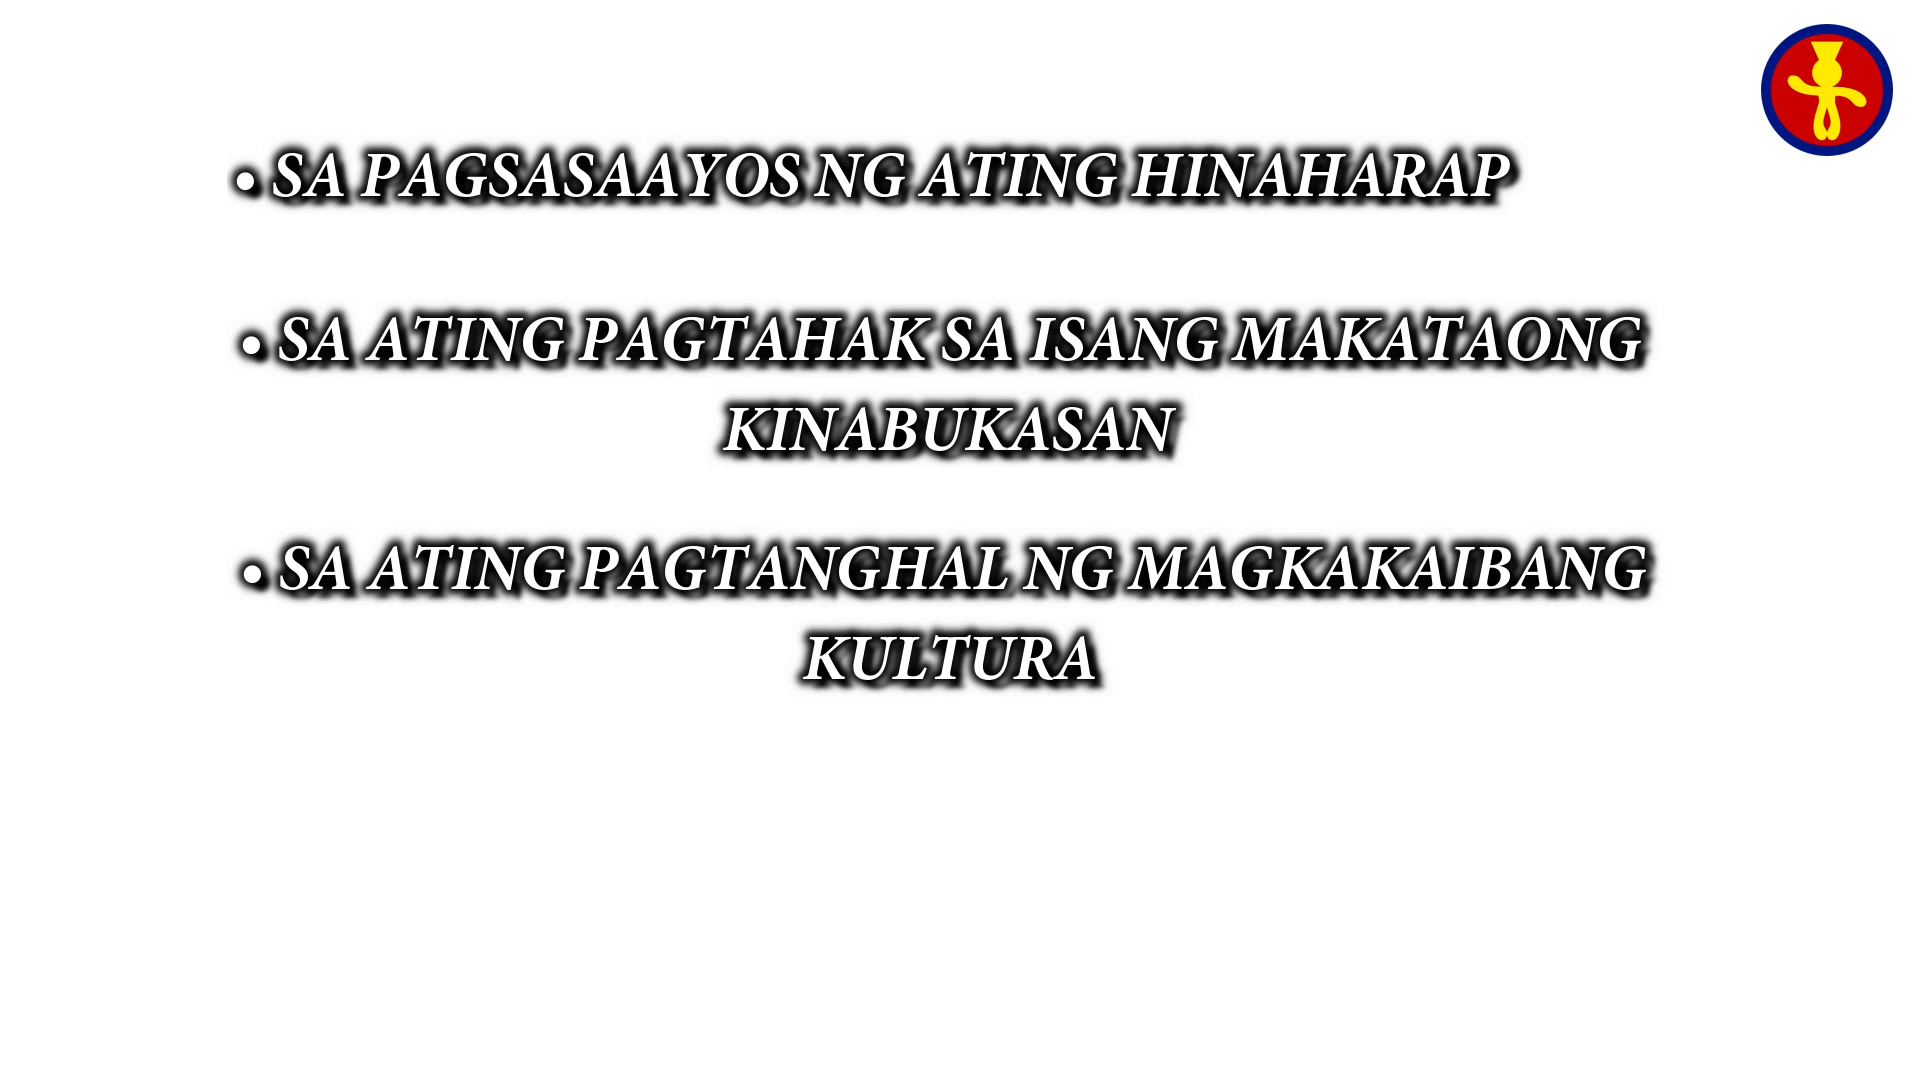 • SA PAGSASAAYOS NG ATING HINAHARAP
• SA ATING PAGTAHAK SA ISANG MAKATAONG
KINABUKASAN
• SA ATING PAGTANGHAL NG MAGKAKAIBANG
KULTURA